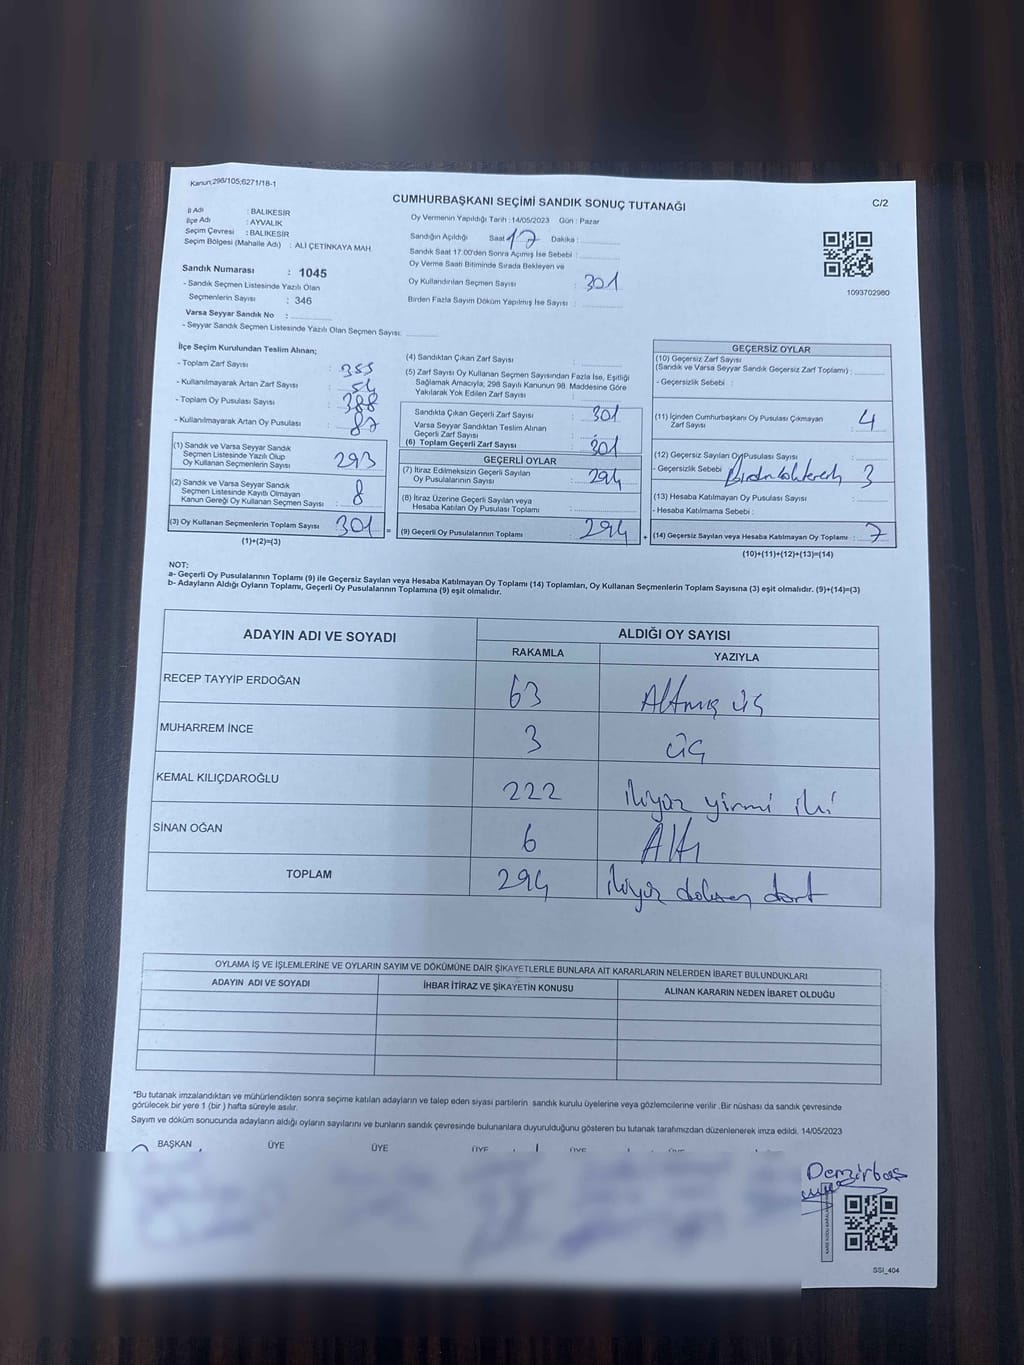 Kanun;298/105;6271/18-1
C/2
CUMHURBAŞKANI SEÇİMİ SANDIK SONUÇ TUTANAĞI
İl Adı : BALIKESİR
İlçe Adı : AYVALIK
Seçim Çevresi : BALIKESİR
Seçim Bölgesi (Mahalle Adı) : ALİ ÇETİNKAYA MAH.
Sandık Numarası : 1045
- Sandık Seçmen Listesinde Yazılı Olan
Seçmenlerin Sayısı : 346
Varsa Seyyar Sandık No :
- Seyyar Sandık Seçmen Listesinde Yazılı Olan Seçmen Sayısı:
Oy Vermenin Yapıldığı Tarih :14/05/2023 Gün : Pazar
Sandığın Açıldığı Saat 17 Dakika :
Sandık Saat 17.00'den Sonra Açımış İse Sebebi :
Oy Verme Saati Bitiminde Sırada Bekleyen ve
Oy Kullandırılan Seçmen Sayısı : 301
Birden Fazla Sayım Döküm Yapılmış İse Sayısı :
1093702980
İlçe Seçim Kurulundan Teslim Alınan;
- Toplam Zarf Sayısı : 355
- Kullanılmayarak Artan Zarf Sayısı : 54
- Toplam Oy Pusulası Sayısı : 388
- Kullanılmayarak Artan Oy Pusulası : 87
(1) Sandık ve Varsa Seyyar Sandık
Seçmen Listesinde Yazılı Olup
Oy Kullanan Seçmenlerin Sayısı 293
(2) Sandık ve Varsa Seyyar Sandık
Seçmen Listesinde Kayıtlı Olmayan
Kanun Gereği Oy Kullanan Seçmen Sayısı : 8
(3) Oy Kullanan Seçmenlerin Toplam Sayısı 301
(1)+(2)=(3)
(4) Sandıktan Çıkan Zarf Sayısı :
(5) Zarf Sayısı Oy Kullanan Seçmen Sayısından Fazla İse, Eşitliği
Sağlamak Amacıyla; 298 Sayılı Kanunun 98. Maddesine Göre
Yakılarak Yok Edilen Zarf Sayısı :
Sandıkta Çıkan Geçerli Zarf Sayısı : 301
Varsa Seyyar Sandıktan Teslim Alınan
Geçerli Zarf Sayısı :
(6) Toplam Geçerli Zarf Sayısı : 301
GEÇERLİ OYLAR
(7) İtiraz Edilmeksizin Geçerli Sayılan
Oy Pusulasının Sayısı : 294
(8) İtiraz Üzerine Geçerli Sayılan veya
Hesaba Katılan Oy Pusulası Toplamı :
(9) Geçerli Oy Pusulalarının Toplamı : 294
GEÇERSİZ OYLAR
(10) Geçersiz Zarf Sayısı
(Sandık ve Varsa Seyyar Sandık Geçersiz Zarf Toplamı) :
- Geçersizlik Sebebi :
(11) İçinden Cumhurbaşkanı Oy Pusulası Çıkmayan
Zarf Sayısı : 4
(12) Geçersiz Sayılan Oy Pusulası Sayısı
- Geçersizlik Sebebi 3
(13) Hesaba Katılmayan Oy Pusulası Sayısı :
- Hesaba Katılmama Sebebi :
(14) Geçersiz Sayılan veya Hesaba Katılmayan Oy Toplamı : 7
(10)+(11)+(12)+(13)=(14)
NOT:
a- Geçerli Oy Pusulalarının Toplamı (9) ile Geçersiz Sayılan veya Hesaba Katılmayan Oy Toplamı (14) Toplamları, Oy Kullanan Seçmenlerin Toplam Sayısına (3) eşit olmalıdır. (9)+(14)=(3)
b- Adayların Aldığı Oyların Toplamı, Geçerli Oy Pusulalarının Toplamına (9) eşit olmalıdır.
ADAYIN ADI VE SOYADI ALDIĞI OY SAYISI
RAKAMLA YAZIYLA
RECEP TAYYİP ERDOĞAN 63 Altmış üç
MUHARREM İNCE 3 üç
KEMAL KILIÇDAROĞLU 222 ikiyüz yirmi iki
SİNAN OĞAN 6 Altı
TOPLAM 294 ikiyüz doksan dört
OYLAMA İŞ VE İŞLEMLERİNE VE OYLARIN SAYIM VE DÖKÜMÜNE DAİR ŞİKAYETLERLE BUNLARA AİT KARARLARIN NELERDEN İBARET BULUNDUKLARI
ADAYIN ADI VE SOYADI İHBAR İTİRAZ VE ŞİKAYETİN KONUSU ALINAN KARARIN NEDEN İBARET OLDUĞU
*Bu tutanak imzalandıktan ve mühürlendikten sonra seçime katılan adayların ve talep eden siyasi partilerin sandık kurulu üyelerine veya gözlemcilerine verilir .Bir nüshası da sandık çevresinde
görülecek bir yere 1 (bir ) hafta süreyle asılır.
Sayım ve döküm sonucunda adayların aldığı oyların sayılarını ve bunların sandık çevresinde bulunanlara duyurulduğunu gösteren bu tutanak tarafımızdan düzenlenerek imza edildi. 14/05/2023
BAŞKAN ÜYE ÜYE ÜYE ÜYE ÜYE
Demirbaş
SSI_404